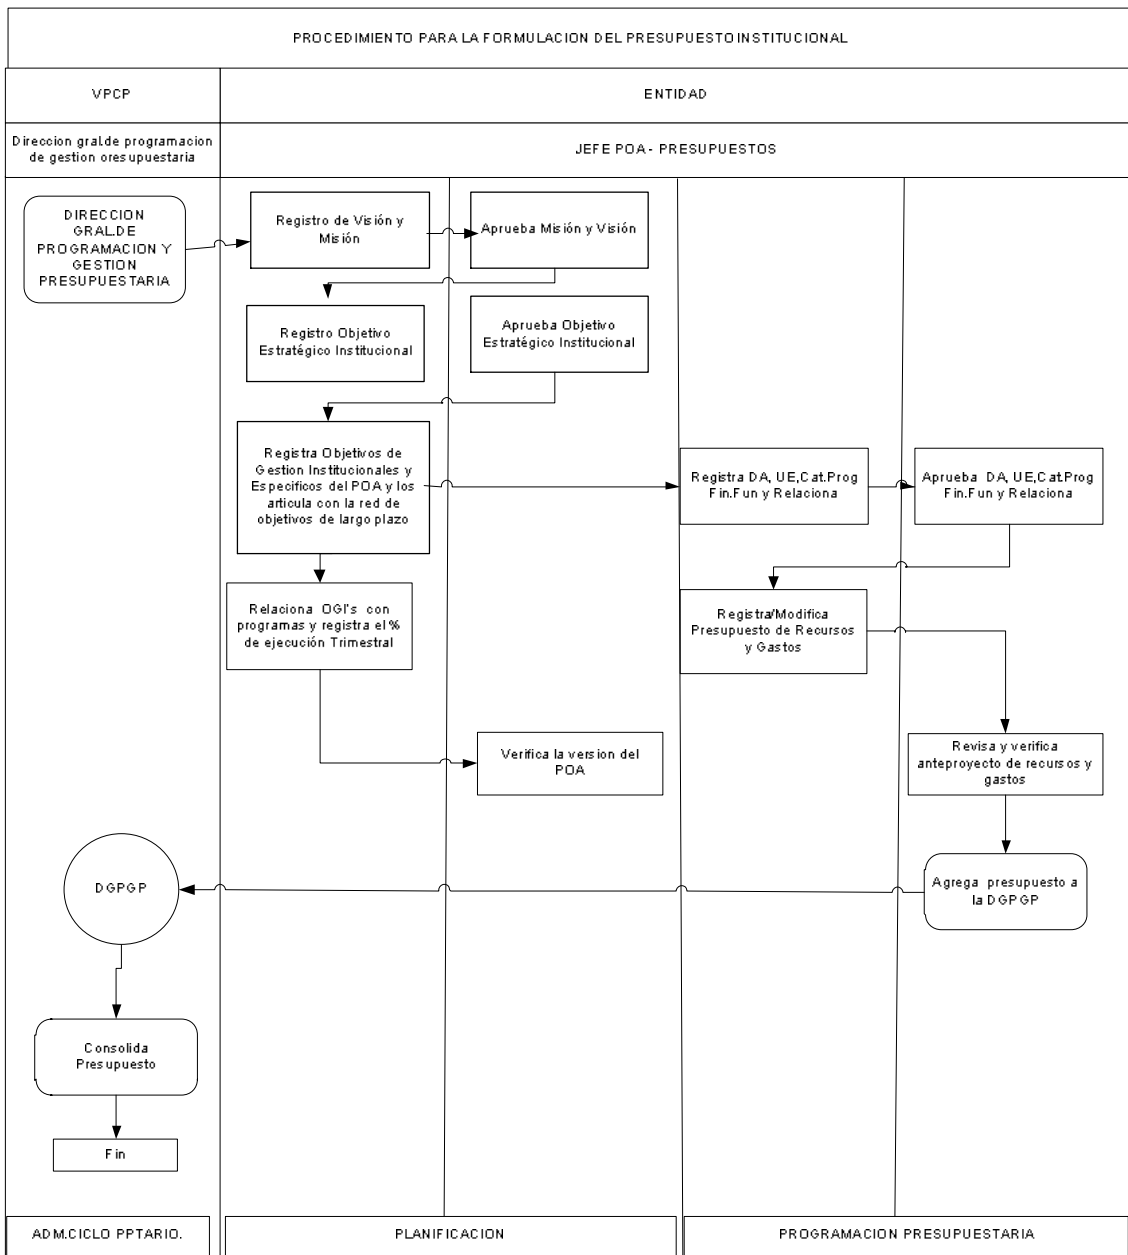 PROCEDIMIENTO PARA LA FORMULACION DEL PRESUPUESTO INSTITUCIONAL
VPCP
ENTIDAD
Direccion gral.de programacion
de gestion oresupuestaria
JEFE POA - PRESUPUESTOS
DIRECCION
GRAL.DE
PROGRAMACION Y
GESTION
PRESUPUESTARIA
Registro de Visión y
Misión
Aprueba Misión y Visión
Registro Objetivo
Estratégico Institucional
Aprueba Objetivo
Estratégico Institucional
Registra Objetivos de
Gestion Institucionales y
Especificos del POA y los
articula con la red de
objetivos de largo plazo
Registra DA, UE,Cat.Prog
Fin.Fun y Relaciona
Aprueba DA, UE,Cat.Prog
Fin.Fun y Relaciona
Relaciona OGI's con
programas y registra el %
de ejecución Trimestral
Registra/Modifica
Presupuesto de Recursos
y Gastos
Verifica la version del
POA
Revisa y verifica
anteproyecto de recursos y
gastos
DGPGP
Agrega presupuesto a
la DGPGP
Consolida
Presupuesto
Fin
ADM.CICLO PPTARIO.
PLANIFICACION
PROGRAMACION PRESUPUESTARIA